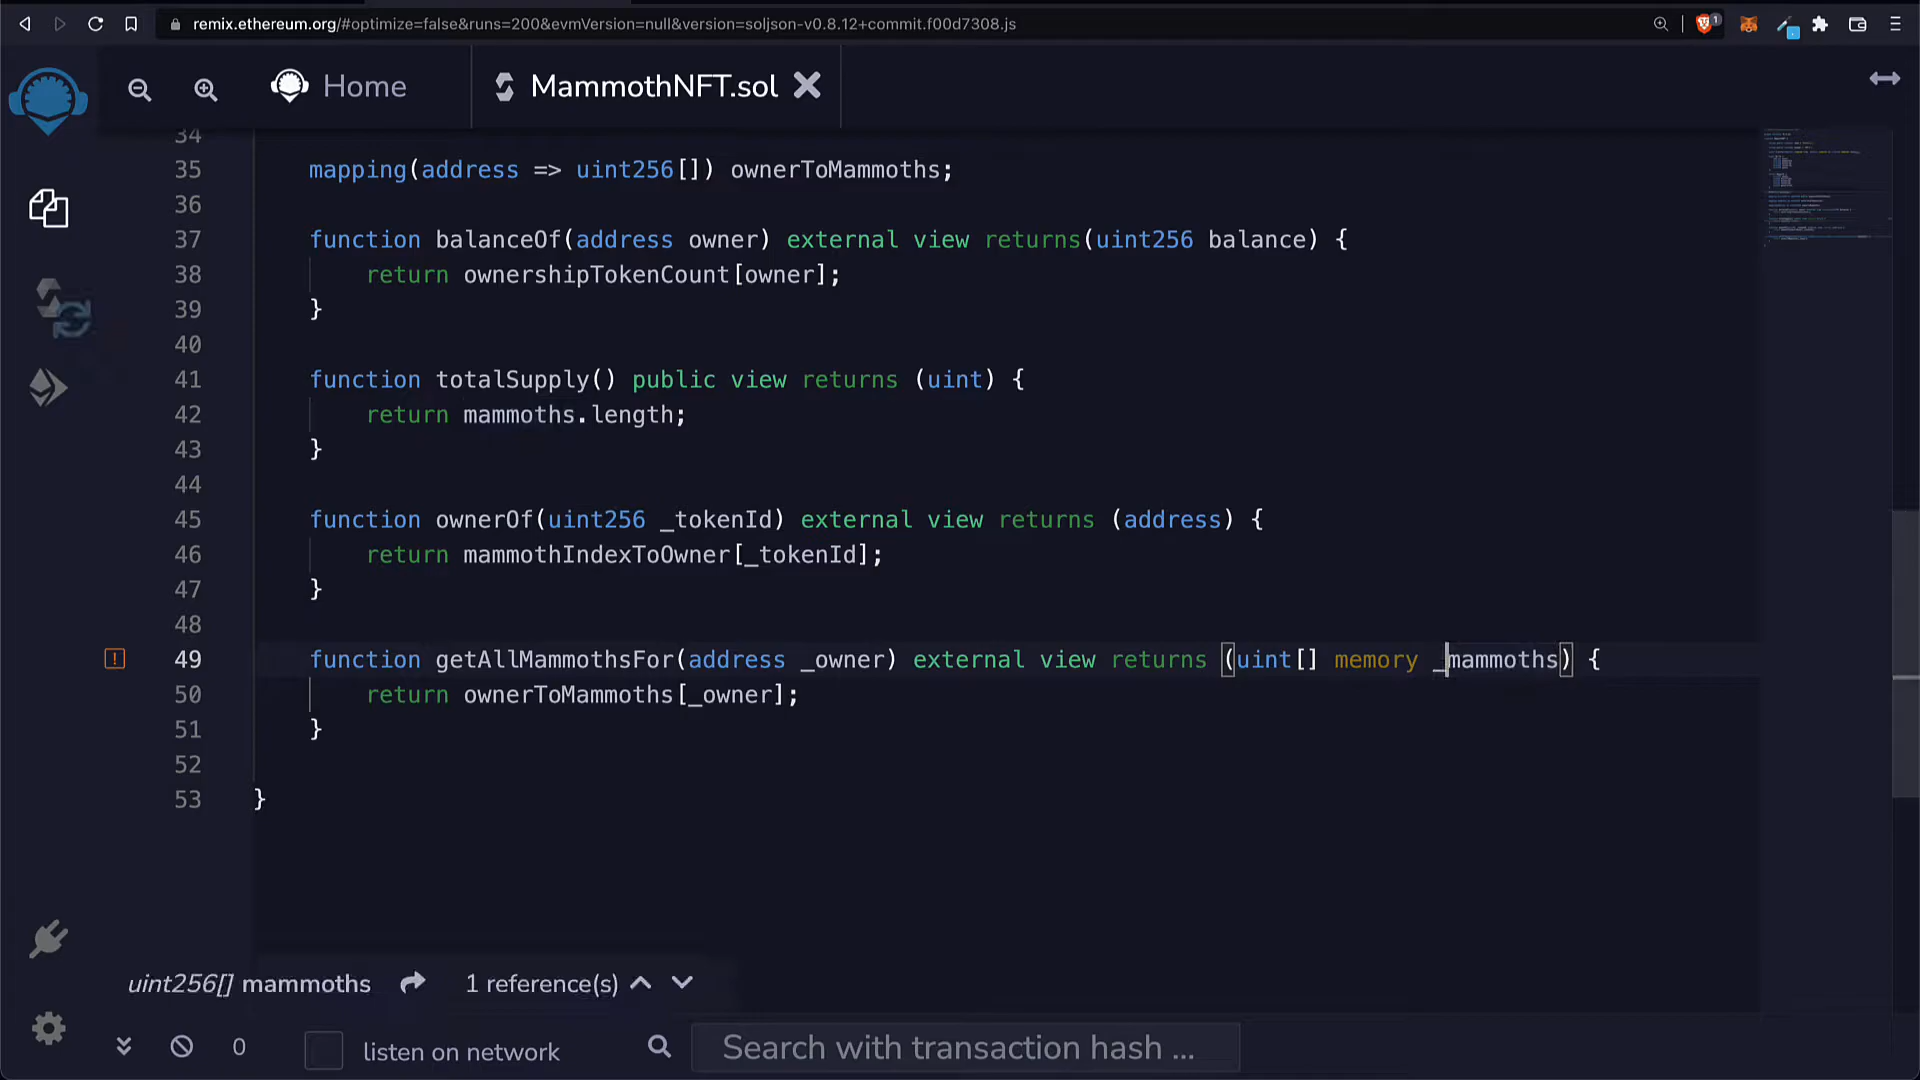 remix.ethereum.org/#optimize=false&runs=200&evmVersion=null&version=soljson-v0.8.12+commit.f00d7308.js
1
Home
MammothNFT.sol
34
35 mapping(address => uint256[]) ownerToMammoths;
36
37 function balanceOf(address owner) external view returns(uint256 balance) {
38 return ownershipTokenCount[owner];
39 }
40
41 function totalSupply() public view returns (uint) {
42 return mammoths.length;
43 }
44
45 function ownerOf(uint256 _tokenId) external view returns (address) {
46 return mammothIndexToOwner[_tokenId];
47 }
48
49 function getAllMammothsFor(address _owner) external view returns (uint[] memory _mammoths) {
50 return ownerToMammoths[_owner];
51 }
52
53 }
uint256[] mammoths 1 reference(s)
0 listen on network Search with transaction hash ...